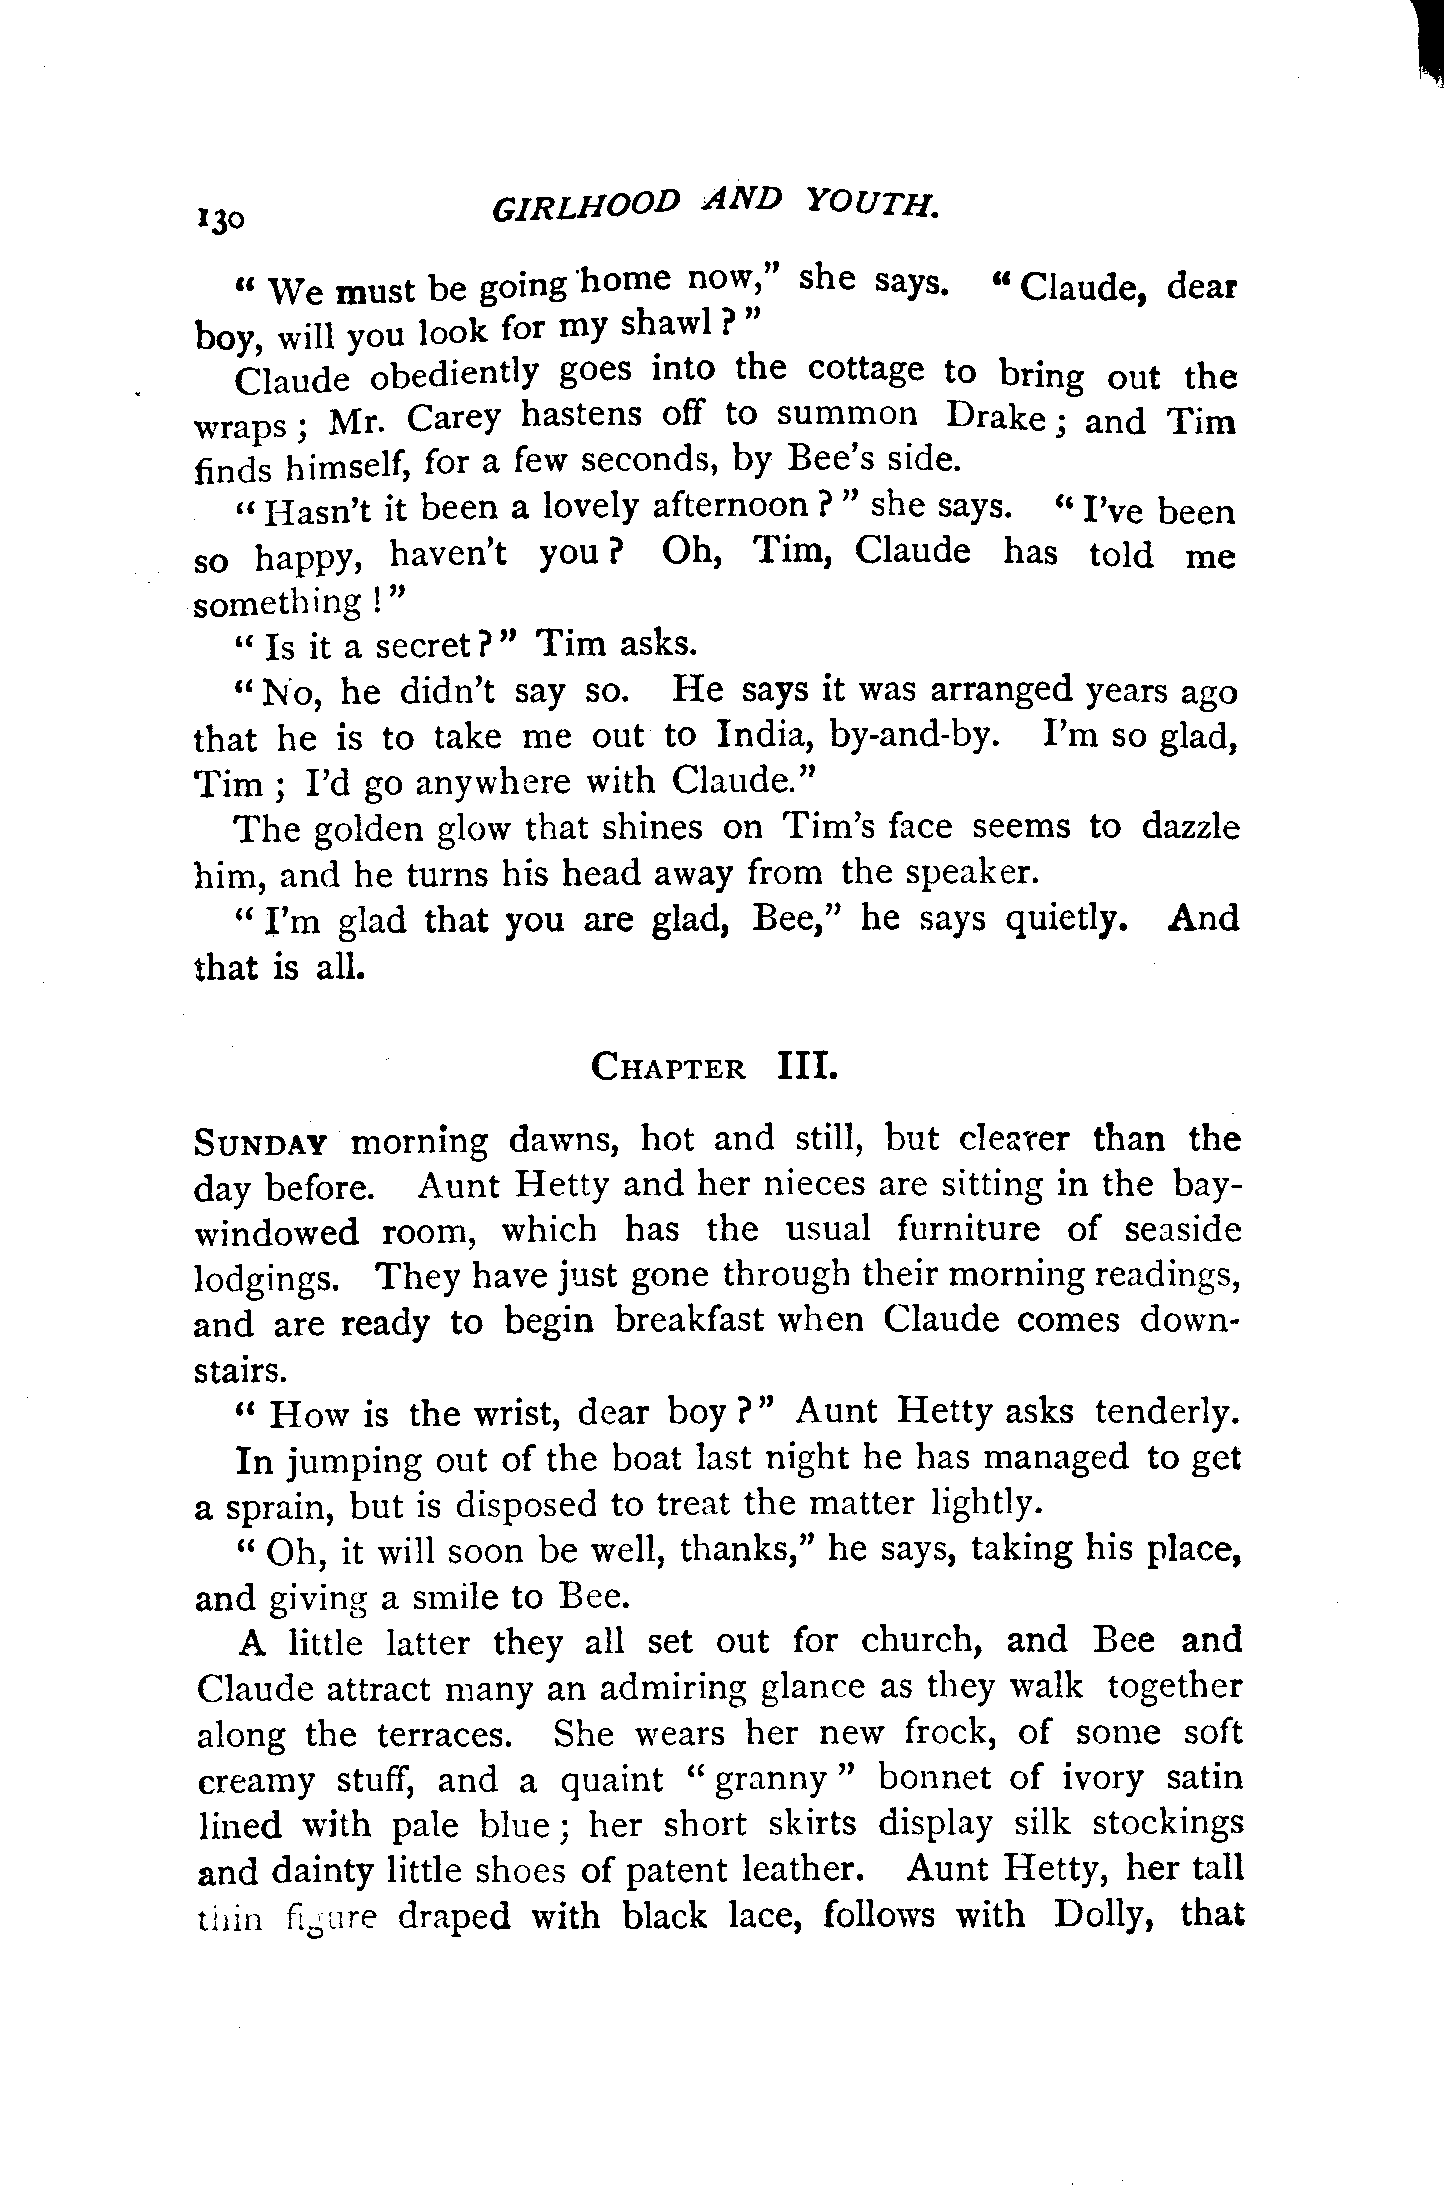 130 GIRLHOOD AND YOUTH.
“ We must be going home now,” she says. “ Claude, dear
boy, will you look for my shawl ? ”
Claude obediently goes into the cottage to bring out the
wraps ; Mr. Carey hastens off to summon Drake ; and Tim
finds himself, for a few seconds, by Bee’s side.
“ Hasn’t it been a lovely afternoon ? ” she says. “ I’ve been
so happy, haven’t you ? Oh, Tim, Claude has told me
something ! ”
“ Is it a secret ? ” Tim asks.
“ No, he didn’t say so. He says it was arranged years ago
that he is to take me out to India, by-and-by. I’m so glad,
Tim ; I’d go anywhere with Claude.”
The golden glow that shines on Tim’s face seems to dazzle
him, and he turns his head away from the speaker.
“ I’m glad that you are glad, Bee,” he says quietly. And
that is all.
CHAPTER III.
SUNDAY morning dawns, hot and still, but clearer than the
day before. Aunt Hetty and her nieces are sitting in the bay-
windowed room, which has the usual furniture of seaside
lodgings. They have just gone through their morning readings,
and are ready to begin breakfast when Claude comes down-
stairs.
“ How is the wrist, dear boy ? ” Aunt Hetty asks tenderly.
In jumping out of the boat last night he has managed to get
a sprain, but is disposed to treat the matter lightly.
“ Oh, it will soon be well, thanks,” he says, taking his place,
and giving a smile to Bee.
A little latter they all set out for church, and Bee and
Claude attract many an admiring glance as they walk together
along the terraces. She wears her new frock, of some soft
creamy stuff, and a quaint “ granny ” bonnet of ivory satin
lined with pale blue ; her short skirts display silk stockings
and dainty little shoes of patent leather. Aunt Hetty, her tall
thin figure draped with black lace, follows with Dolly, that